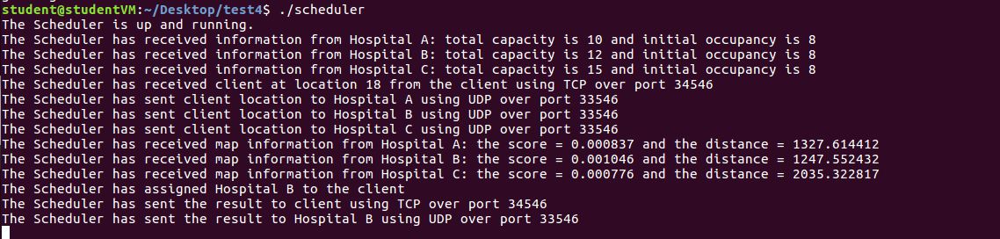 student@studentVM:~/Desktop/test4$ ./scheduler
The Scheduler is up and running.
The Scheduler has received information from Hospital A: total capacity is 10 and initial occupancy is 8
The Scheduler has received information from Hospital B: total capacity is 12 and initial occupancy is 8
The Scheduler has received information from Hospital C: total capacity is 15 and initial occupancy is 8
The Scheduler has received client at location 18 from the client using TCP over port 34546
The Scheduler has sent client location to Hospital A using UDP over port 33546
The Scheduler has sent client location to Hospital B using UDP over port 33546
The Scheduler has sent client location to Hospital C using UDP over port 33546
The Scheduler has received map information from Hospital A: the score = 0.000837 and the distance = 1327.614412
The Scheduler has received map information from Hospital B: the score = 0.001046 and the distance = 1247.552432
The Scheduler has received map information from Hospital C: the score = 0.000776 and the distance = 2035.322817
The Scheduler has assigned Hospital B to the client
The Scheduler has sent the result to client using TCP over port 34546
The Scheduler has sent the result to Hospital B using UDP over port 33546